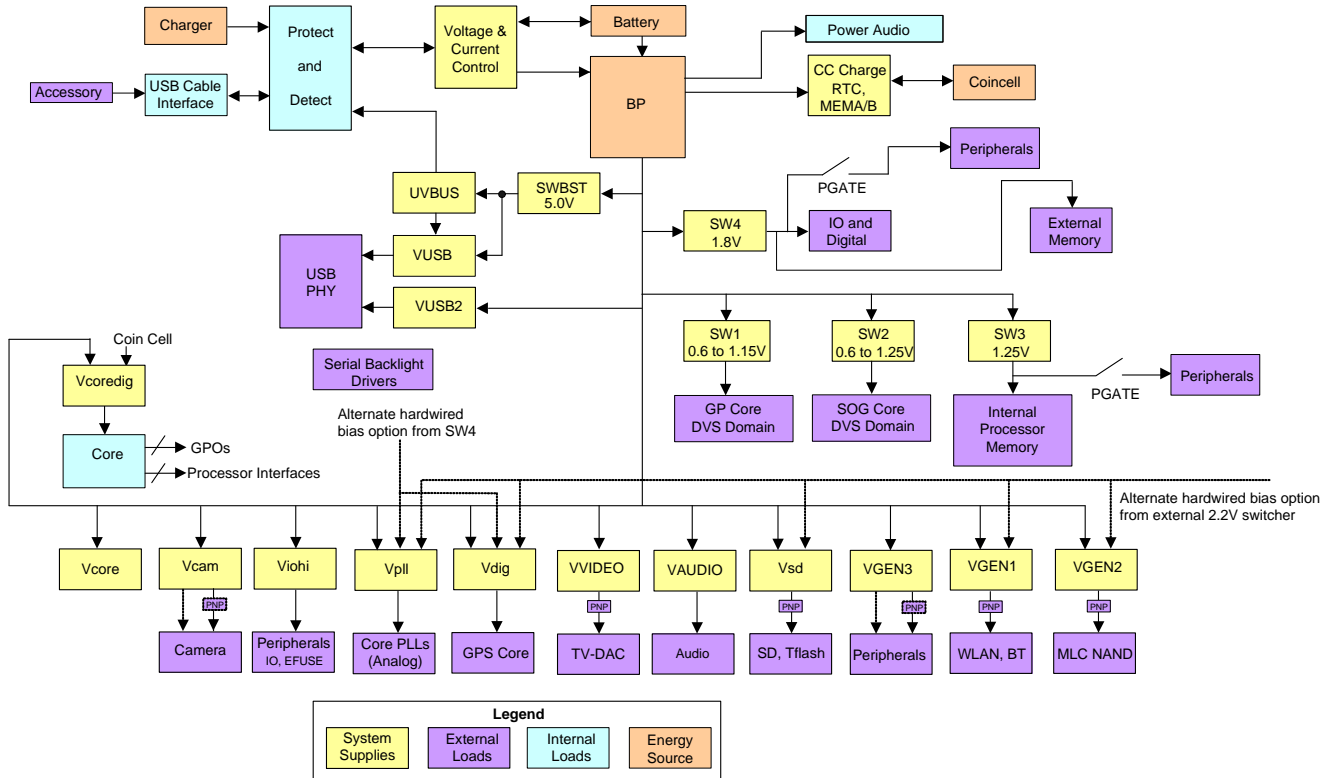 Charger
Protect
and
Detect
Voltage &
Current
Control
Battery
Power Audio
Accessory
USB Cable
Interface
BP
CC Charge
RTC,
MEMA/B
Coincell
Peripherals
PGATE
UVBUS
SWBST
5.0V
SW4
1.8V
IO and
Digital
External
Memory
VUSB
USB
PHY
VUSB2
SW1
0.6 to 1.15V
SW2
0.6 to 1.25V
SW3
1.25V
Coin Cell
Vcoredig
Serial Backlight
Drivers
PGATE
Peripherals
GP Core
DVS Domain
SOG Core
DVS Domain
Internal
Processor
Memory
Alternate hardwired
bias option from SW4
Core
GPOs
Processor Interfaces
Alternate hardwired bias option
from external 2.2V switcher
Vcore
Vcam
Viohi
Vpll
Vdig
VVIDEO
VAUDIO
Vsd
VGEN3
VGEN1
VGEN2
PNP
PNP
PNP
PNP
PNP
PNP
Camera
Peripherals
IO, EFUSE
Core PLLs
(Analog)
GPS Core
TV-DAC
Audio
SD, Tflash
Peripherals
WLAN, BT
MLC NAND
Legend
System
Supplies
External
Loads
Internal
Loads
Energy
Source